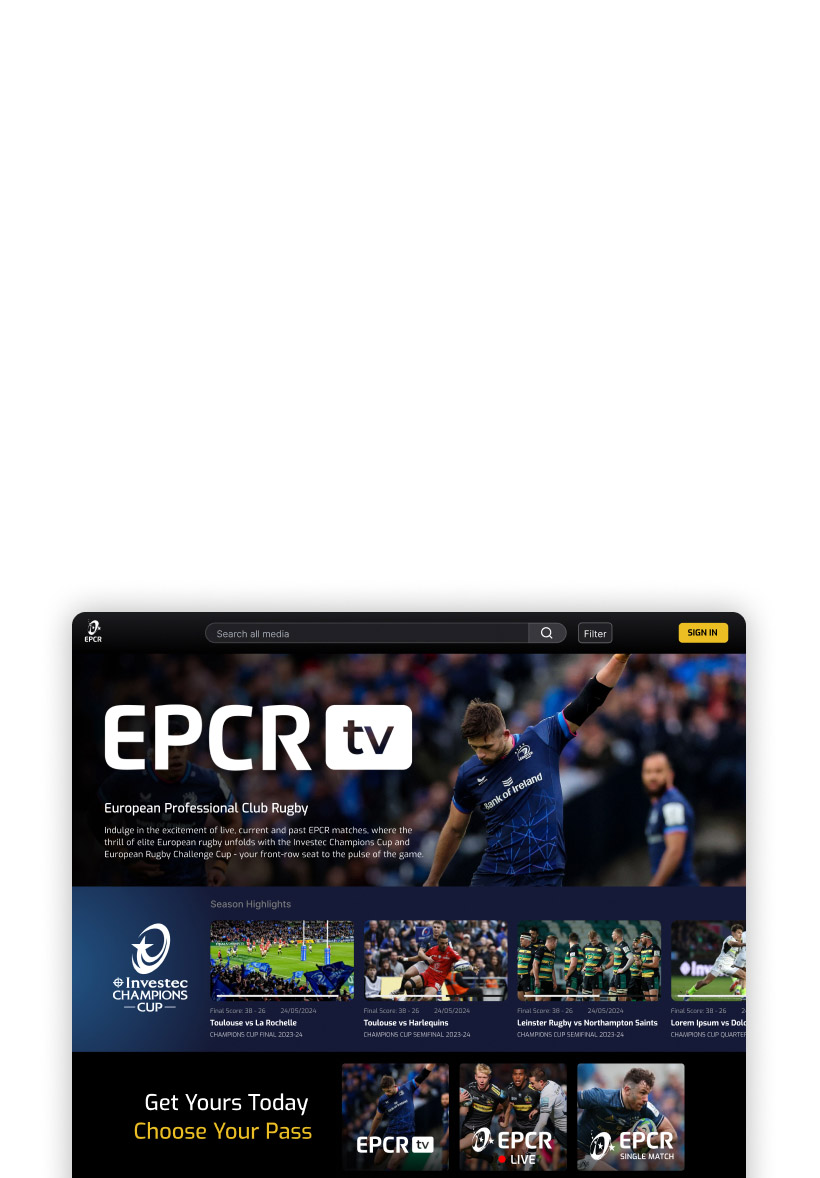 EPCR
Search all media
Filter
SIGN IN
EPCR tv
Bank of Ireland
European Professional Club Rugby
Indulge in the excitement of live, current and past EPCR matches, where the
thrill of elite European rugby unfolds with the Investec Champions Cup and
European Rugby Challenge Cup - your front-row seat to the pulse of the game.
Season Highlights
Investec
CHAMPIONS
CUP
Final Score: 38 - 26 24/05/2024
Toulouse vs La Rochelle
CHAMPIONS CUP FINAL 2023-24
Final Score: 38 - 26 24/05/2024
Toulouse vs Harlequins
CHAMPIONS CUP SEMIFINAL 2023-24
Final Score: 38 - 26 24/05/2024
Leinster Rugby vs Northampton Saints
CHAMPIONS CUP SEMIFINAL 2023-24
Final Score: 38 - 26 2
Lorem Ipsum vs Dolo
CHAMPIONS CUP QUARTER
Get Yours Today
Choose Your Pass
EPCR tv
EPCR
LIVE
EPCR
SINGLE MATCH